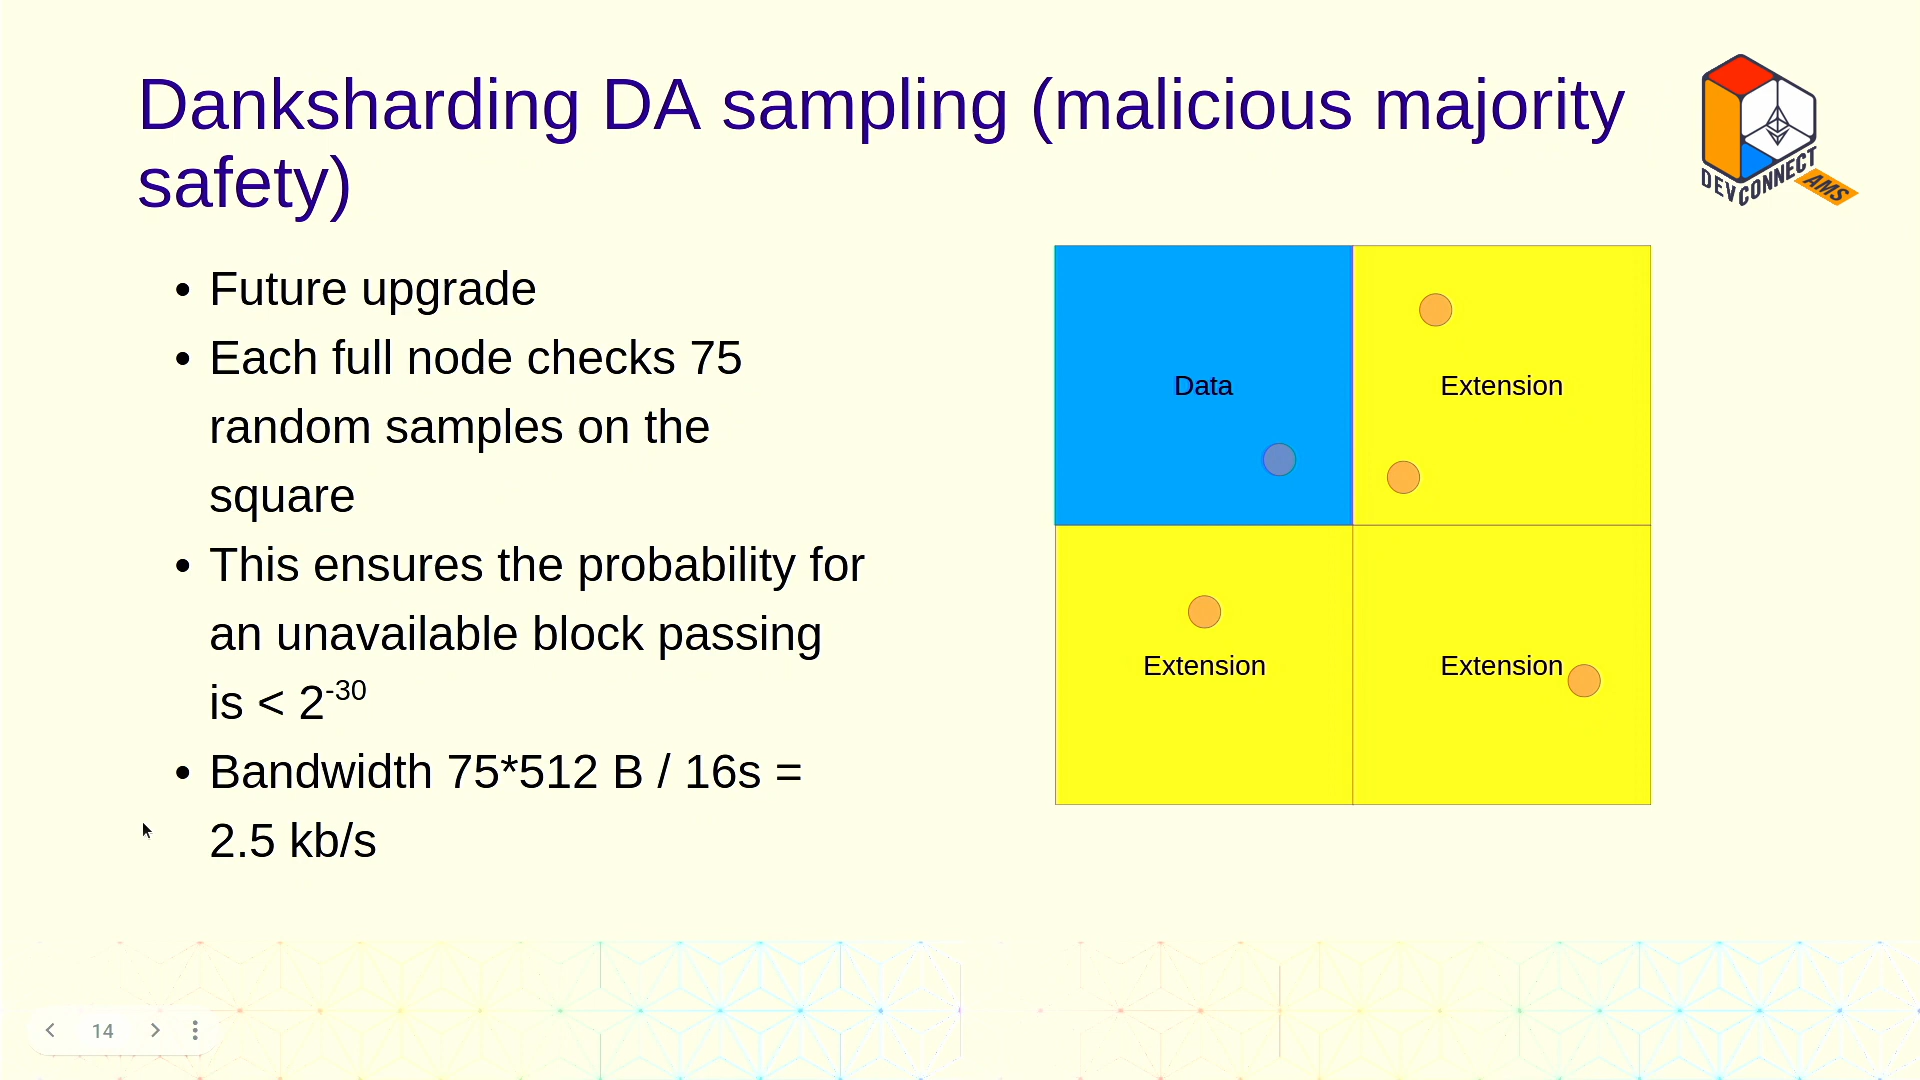 Danksharding DA sampling (malicious majority
safety)
DEVCONNECT
AMS
• Future upgrade
• Each full node checks 75
random samples on the
square
• This ensures the probability for
an unavailable block passing
is < 2^-30
• Bandwidth 75*512 B / 16s =
2.5 kb/s
Data
Extension
Extension
Extension
14